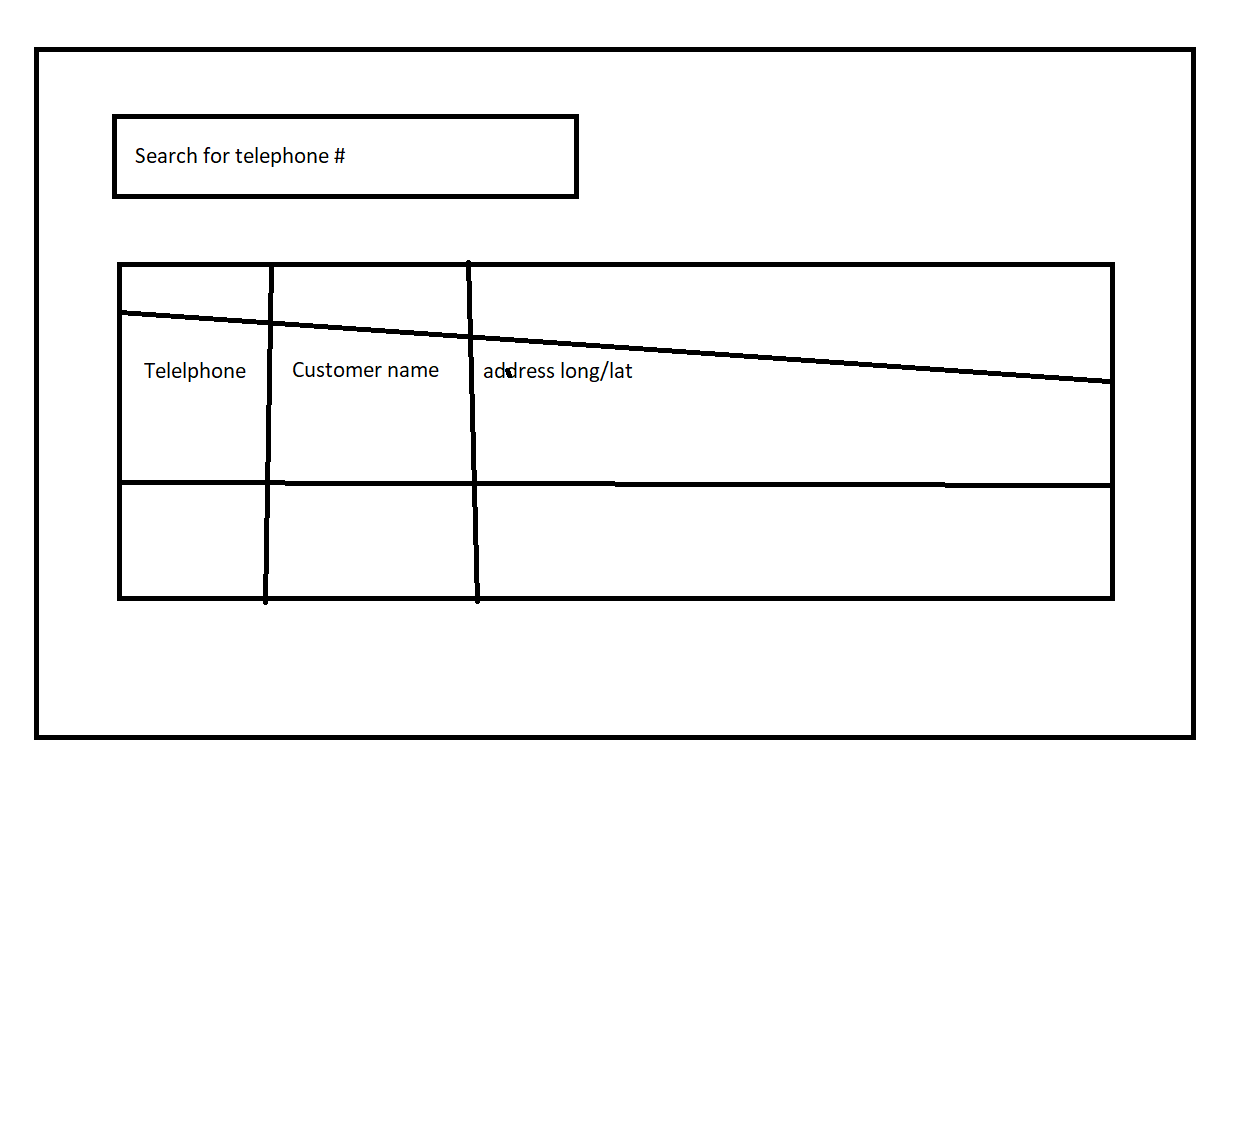 Search for telephone #
Telelphone
Customer name
address long/lat